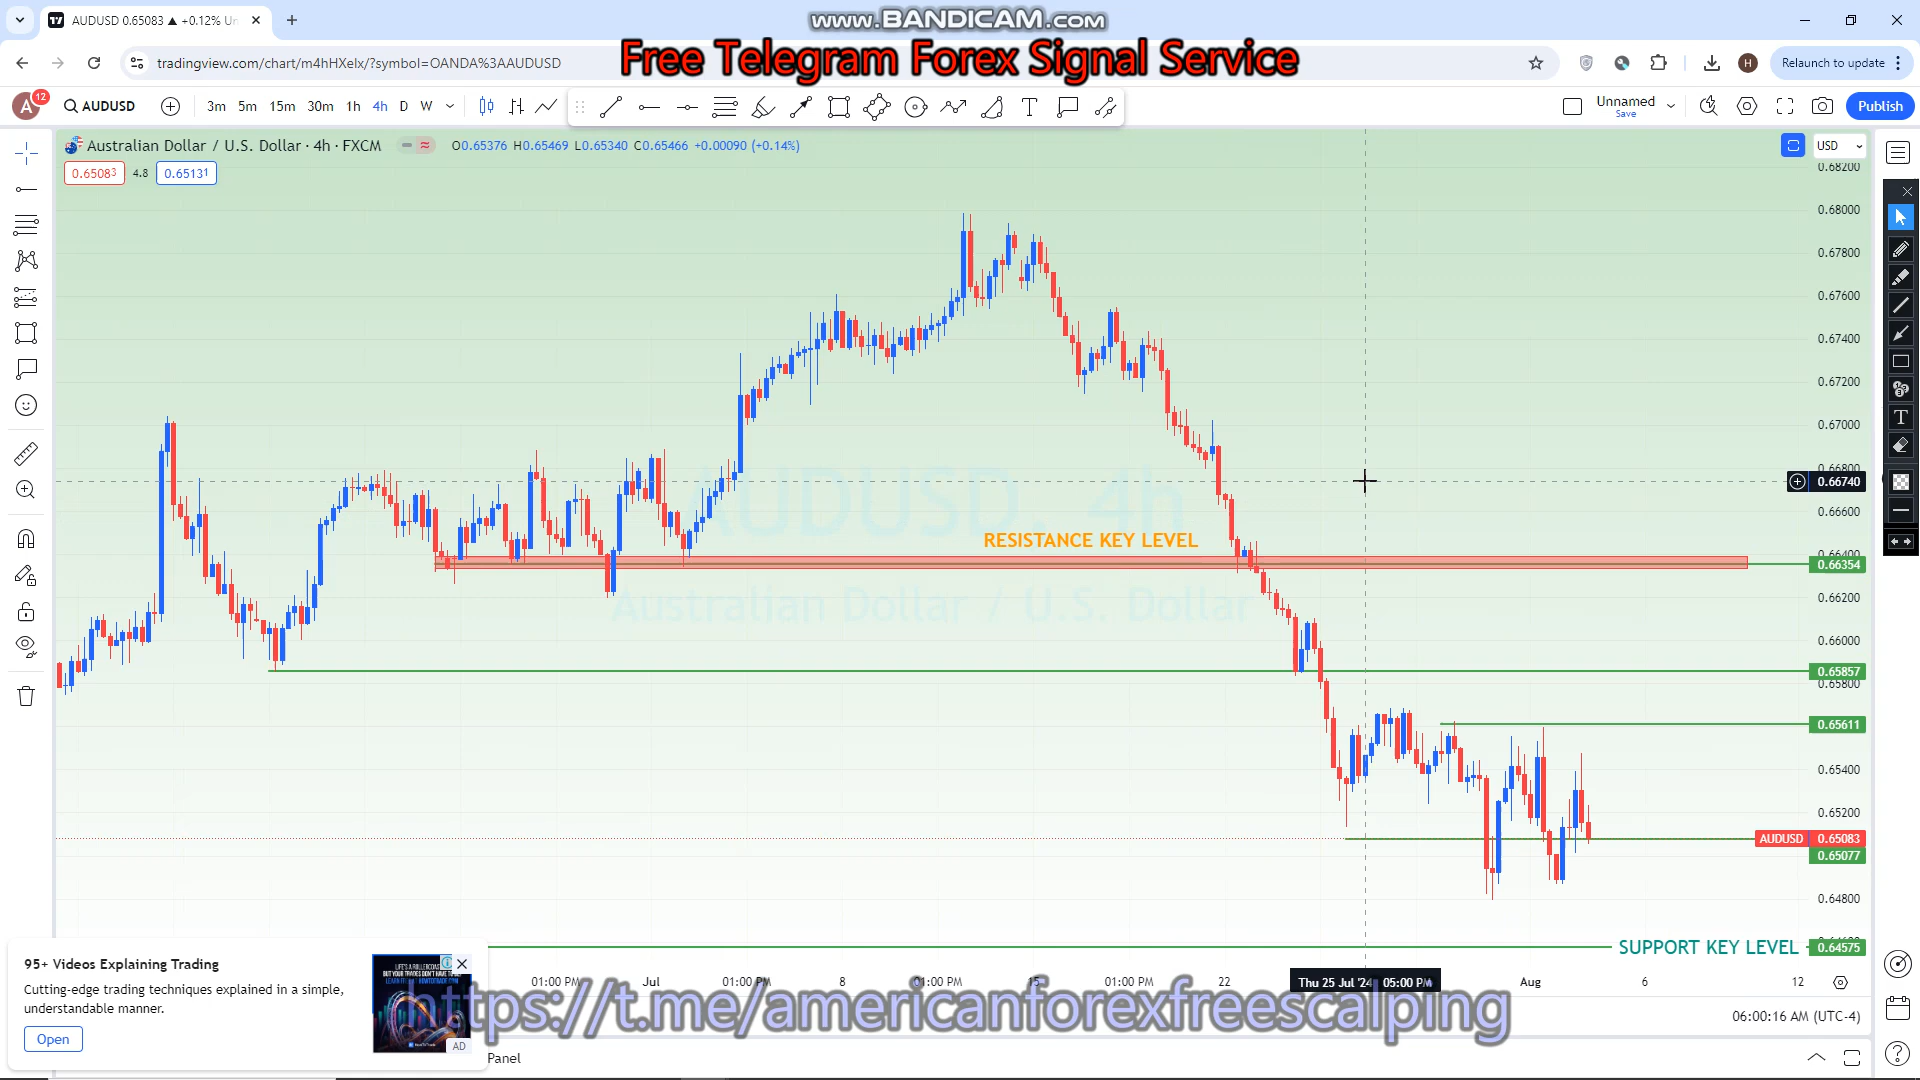 AUDUSD 0.65083 ▲ +0.12% Un
www.BANDICAM.com
tradingview.com/chart/m4hHXelx/?symbol=OANDA%3AAUDUSD
Free Telegram Forex Signal Service
H
Relaunch to update
A 12
AUDUSD
3m 5m 15m 30m 1h 4h D W
Unnamed
Save
Publish
Australian Dollar / U.S. Dollar · 4h · FXCM
O0.65376 H0.65469 L0.65340 C0.65466 +0.00090 (+0.14%)
USD
0.65083 4.8 0.65131
0.68200
0.68000
0.67800
0.67600
0.67400
0.67200
0.67000
0.66800
0.66740
AUDUSD, 4h
0.66600
RESISTANCE KEY LEVEL
0.66400
0.66354
Australian Dollar / U.S. Dollar
0.66200
0.66000
0.65857
0.65800
0.65611
0.65400
0.65200
AUDUSD 0.65083
0.65077
0.64800
SUPPORT KEY LEVEL 0.64575
95+ Videos Explaining Trading
Cutting-edge trading techniques explained in a simple,
understandable manner.
Open
AD
01:00 PM Jul 01:00 PM 8 01:00 PM 15 01:00 PM 22 Thu 25 Jul '24 05:00 PM Aug 6 12
https://t.me/americanforexfreescalping
06:00:16 AM (UTC-4)
Panel